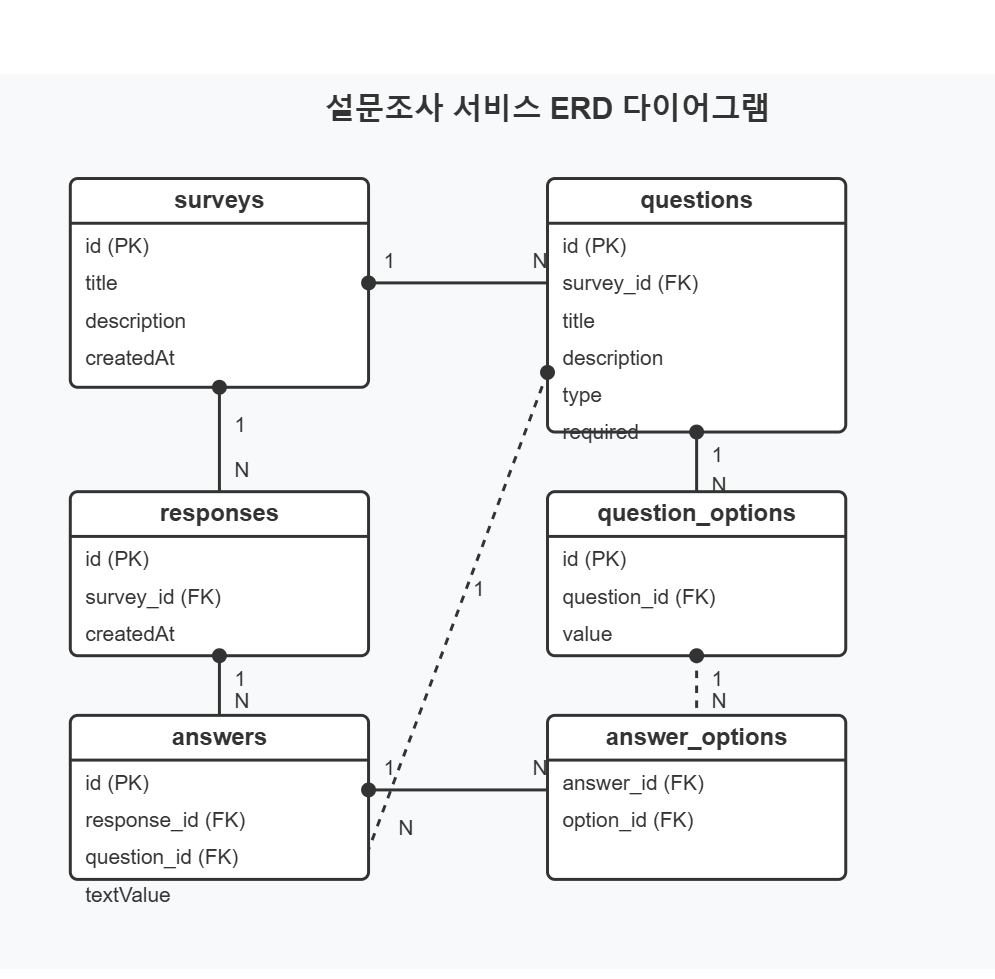 설문조사 서비스 ERD 다이어그램
surveys
id (PK)
title
description
createdAt
1
N
questions
id (PK)
survey_id (FK)
title
description
type
required
1
N
1
N
responses
id (PK)
survey_id (FK)
createdAt
1
question_options
id (PK)
question_id (FK)
value
1
N
1
N
answers
id (PK)
response_id (FK)
question_id (FK)
textValue
1
N
N
answer_options
answer_id (FK)
option_id (FK)